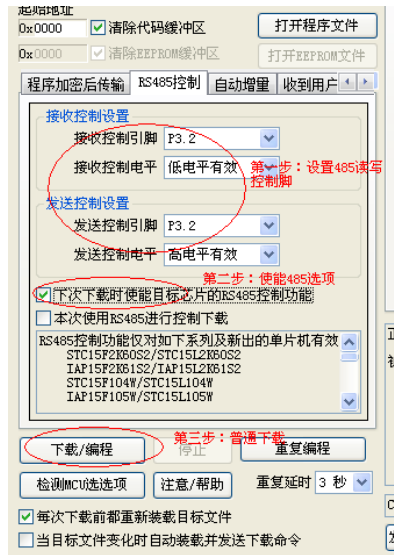 起始地址
0x0000 清除代码缓冲区 打开程序文件
0x0000 清除EEPROM缓冲区 打开EEPROM文件
程序加密后传输 RS485控制 自动增量 收到用户
接收控制设置
接收控制引脚 P3.2
接收控制电平 低电平有效
第一步：设置485读写控制脚
发送控制设置
发送控制引脚 P3.2
发送控制电平 高电平有效
第二步：使能485选项
下次下载时使能目标芯片的RS485控制功能
本次使用RS485进行控制下载
RS485控制功能仅对如下系列及新出的单片机有效
STC15F2K60S2/STC15L2K60S2
IAP15F2K61S2/IAP15L2K61S2
STC15F104W/STC15L104W
IAP15F105W/STC15L105W
第三步：普通下载
下载/编程 停止 重复编程
检测MCU选选项 注意/帮助 重复延时 3 秒
每次下载前都重新装载目标文件
当目标文件变化时自动装载并发送下载命令